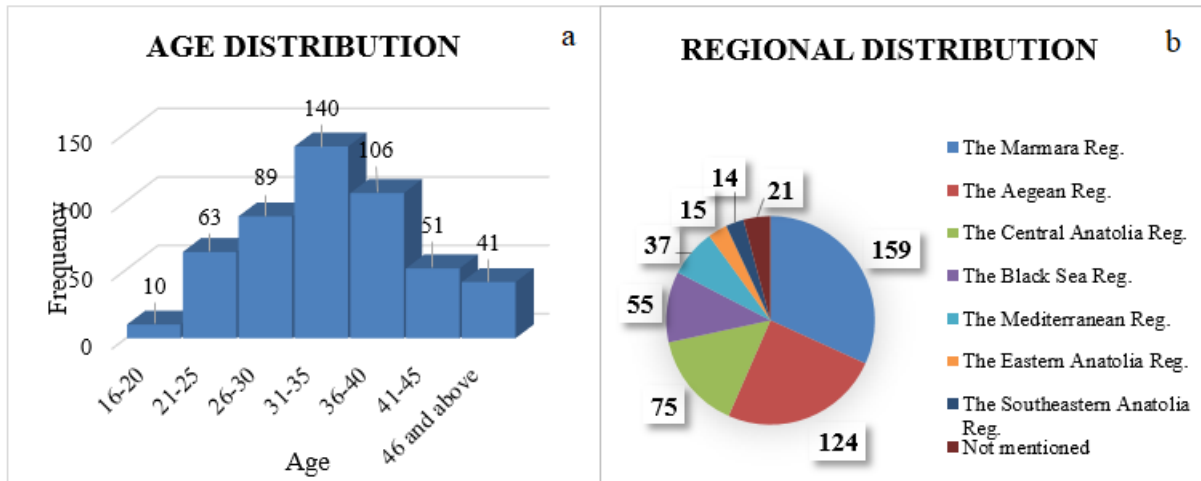 AGE DISTRIBUTION
a
Frequency
150
100
50
0
10
63
89
140
106
51
41
16-20
21-25
26-30
31-35
36-40
41-45
46 and above
Age
REGIONAL DISTRIBUTION
b
159
124
75
55
37
15
14
21
The Marmara Reg.
The Aegean Reg.
The Central Anatolia Reg.
The Black Sea Reg.
The Mediterranean Reg.
The Eastern Anatolia Reg.
The Southeastern Anatolia
Reg.
Not mentioned